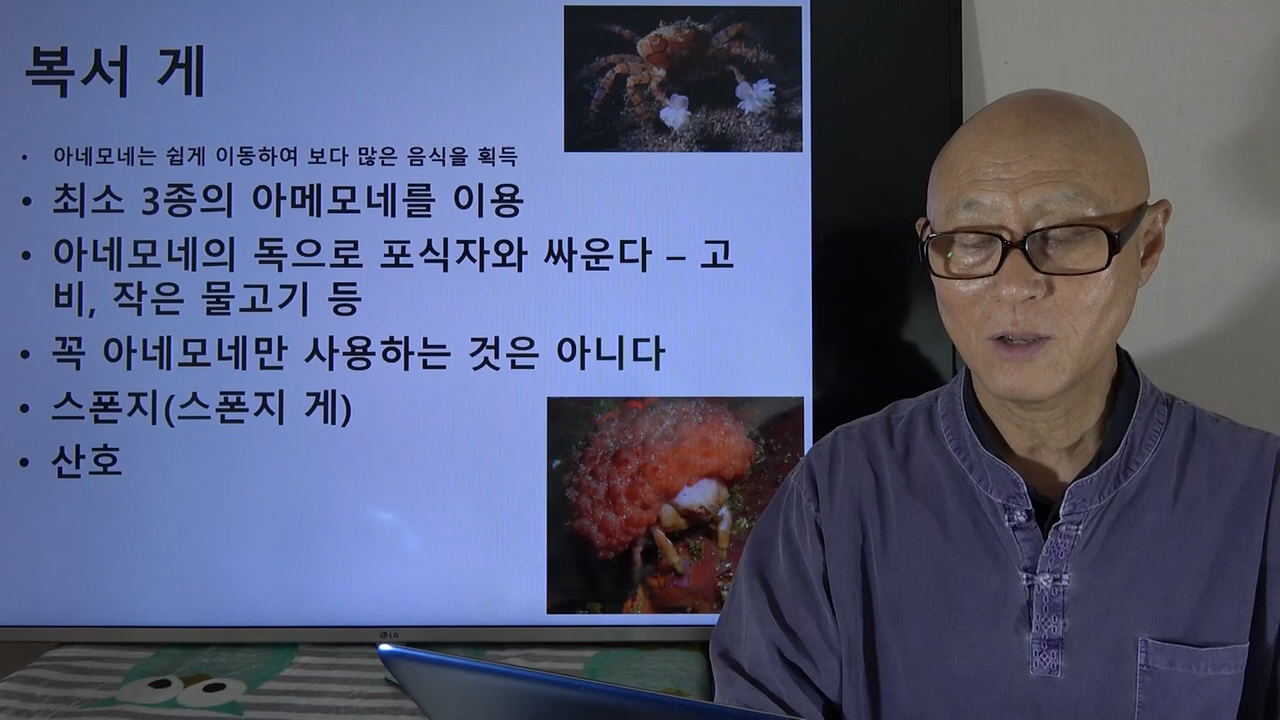 복서 게
• 아네모네는 쉽게 이동하여 보다 많은 음식을 획득
• 최소 3종의 아메모네를 이용
• 아네모네의 독으로 포식자와 싸운다 – 고
비, 작은 물고기 등
• 꼭 아네모네만 사용하는 것은 아니다
• 스폰지(스폰지 게)
• 산호
LG